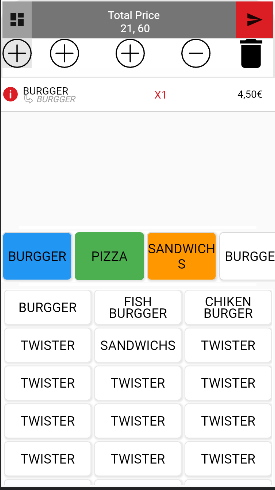 Total Price
21, 60
BURGGER
BURGGER
X1
4,50€
BURGGER
PIZZA
SANDWICH
S
BURGGE
BURGGER
FISH
BURGGER
CHIKEN
BURGER
TWISTER
SANDWICHS
TWISTER
TWISTER
TWISTER
TWISTER
TWISTER
TWISTER
TWISTER
TWISTER
TWISTER
TWISTER